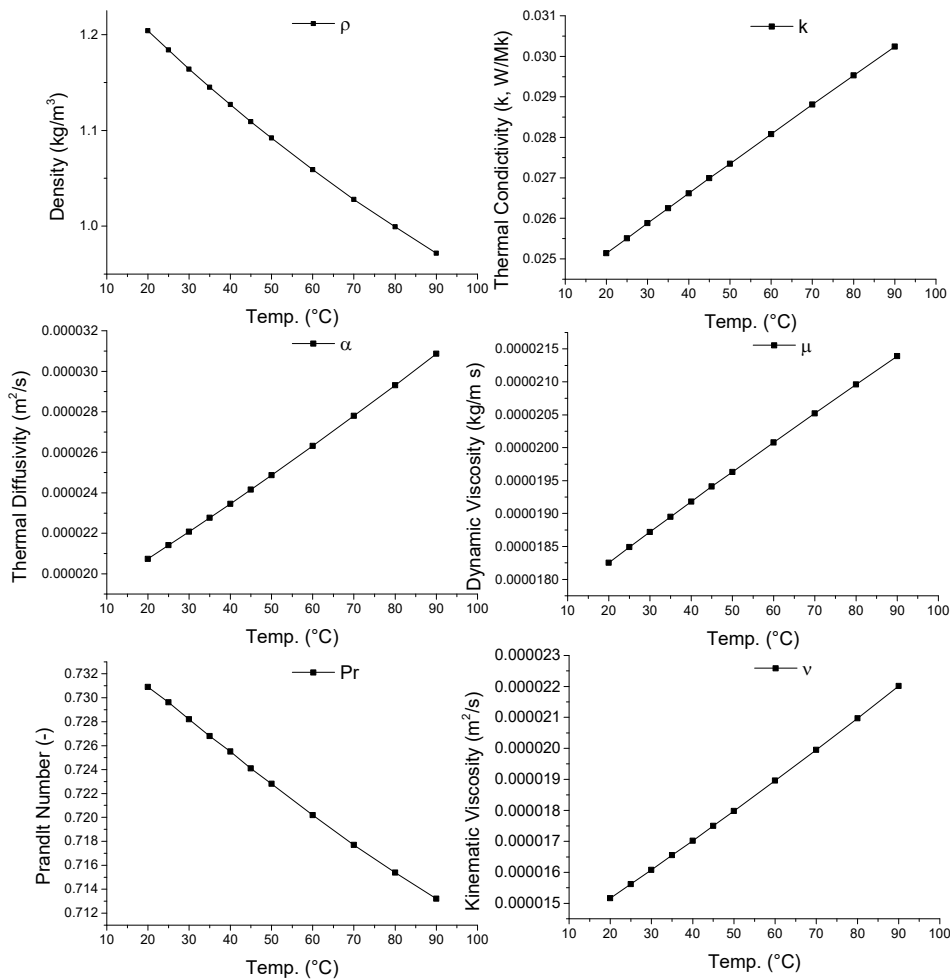 ρ
1.2
1.1
1.0
Density (kg/m³)
10 20 30 40 50 60 70 80 90 100
Temp. (°C)
k
0.031
0.030
0.029
0.028
0.027
0.026
0.025
Thermal Condictivity (k, W/Mk)
10 20 30 40 50 60 70 80 90 100
Temp. (°C)
α
0.000032
0.000030
0.000028
0.000026
0.000024
0.000022
0.000020
Thermal Diffusivity (m²/s)
10 20 30 40 50 60 70 80 90 100
Temp. (°C)
μ
0.0000215
0.0000210
0.0000205
0.0000200
0.0000195
0.0000190
0.0000185
0.0000180
Dynamic Viscosity (kg/m s)
10 20 30 40 50 60 70 80 90 100
Temp. (°C)
Pr
0.732
0.730
0.728
0.726
0.724
0.722
0.720
0.718
0.716
0.714
0.712
Prandlt Number (-)
10 20 30 40 50 60 70 80 90 100
Temp. (°C)
ν
0.000023
0.000022
0.000021
0.000020
0.000019
0.000018
0.000017
0.000016
0.000015
Kinematic Viscosity (m²/s)
10 20 30 40 50 60 70 80 90 100
Temp. (°C)